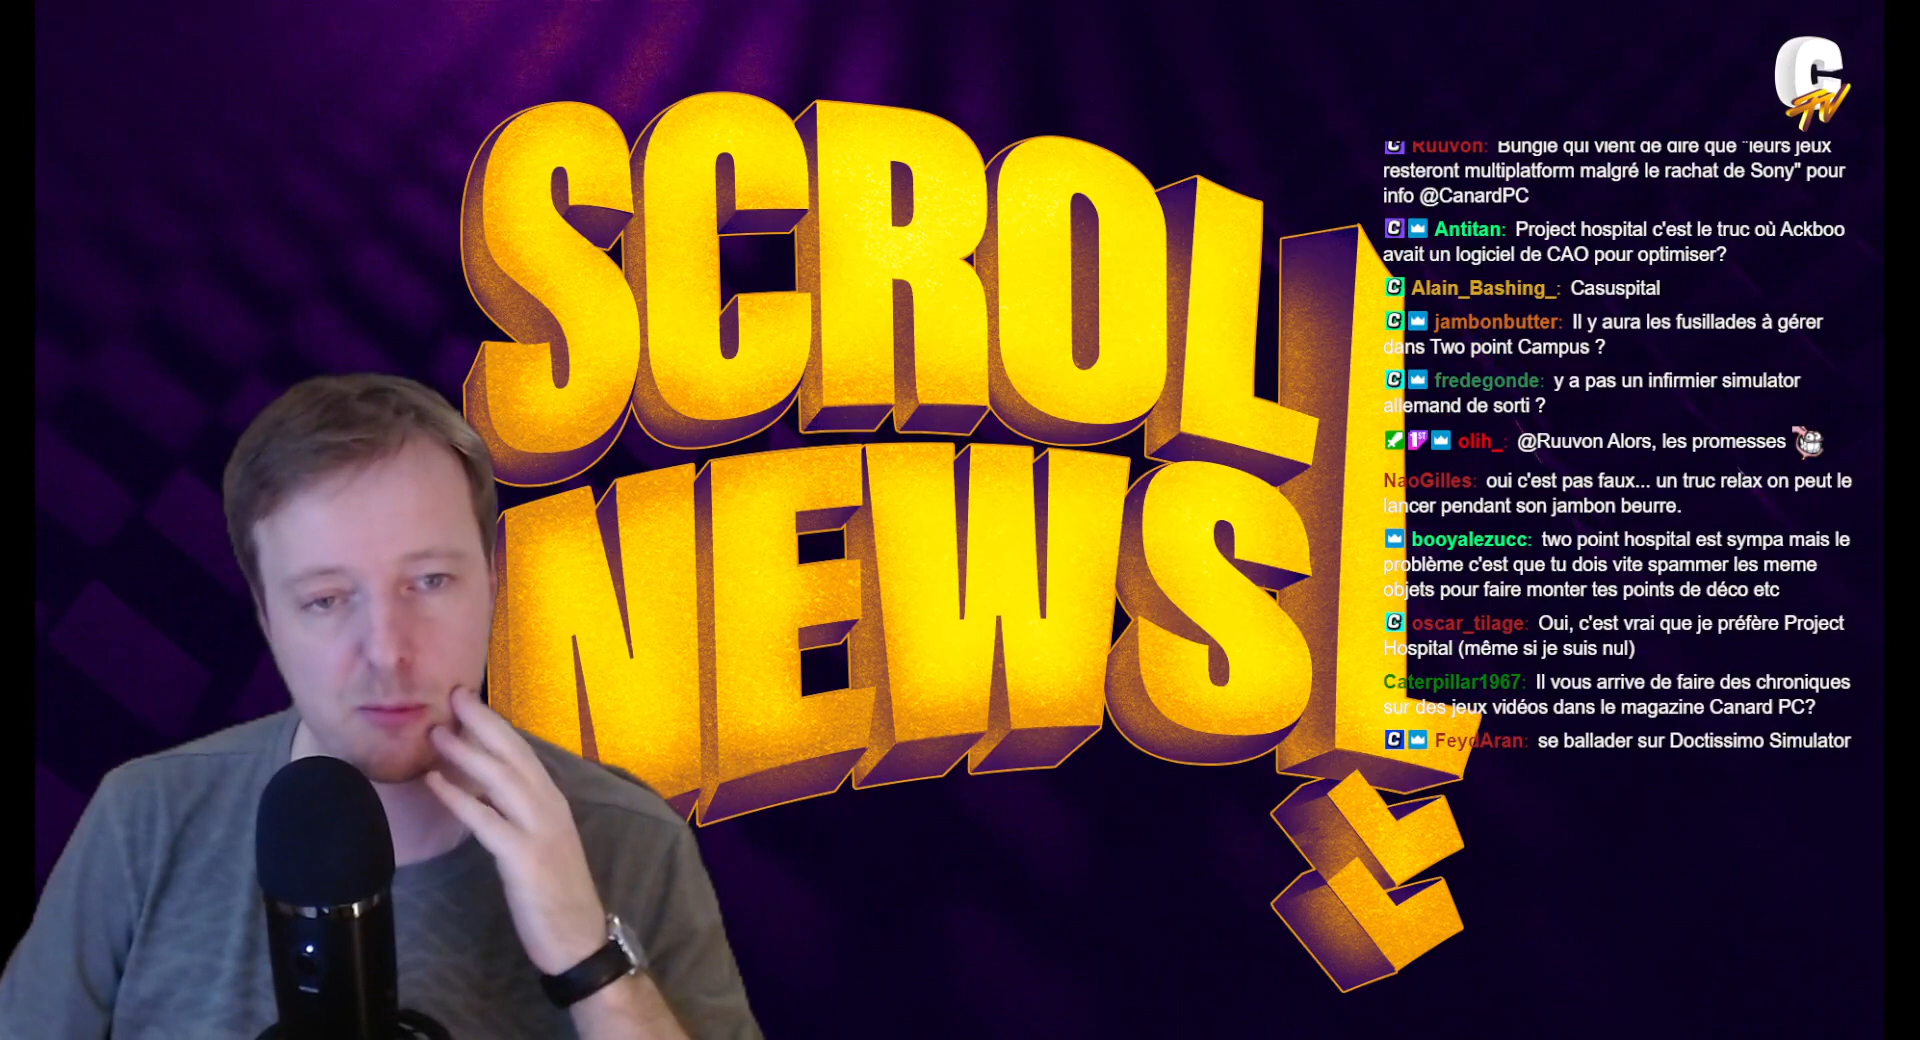 SCROLL
NEWS
C
TV
Ruuvon: Bungie qui vient de dire que "leurs jeux
resteront multiplatform malgré le rachat de Sony" pour
info @CanardPC
Antitan: Project hospital c'est le truc où Ackboo
avait un logiciel de CAO pour optimiser?
Alain_Bashing_: Casuspital
jambonbutter: Il y aura les fusillades à gérer
dans Two point Campus ?
fredegonde: y a pas un infirmier simulator
allemand de sorti ?
1ST olih_: @Ruuvon Alors, les promesses
NaoGilles: oui c'est pas faux... un truc relax on peut le
lancer pendant son jambon beurre.
booyalezucc: two point hospital est sympa mais le
problème c'est que tu dois vite spammer les meme
objets pour faire monter tes points de déco etc
oscar_tilage: Oui, c'est vrai que je préfère Project
Hospital (même si je suis nul)
Caterpillar1967: Il vous arrive de faire des chroniques
sur des jeux vidéos dans le magazine Canard PC?
FeydAran: se ballader sur Doctissimo Simulator